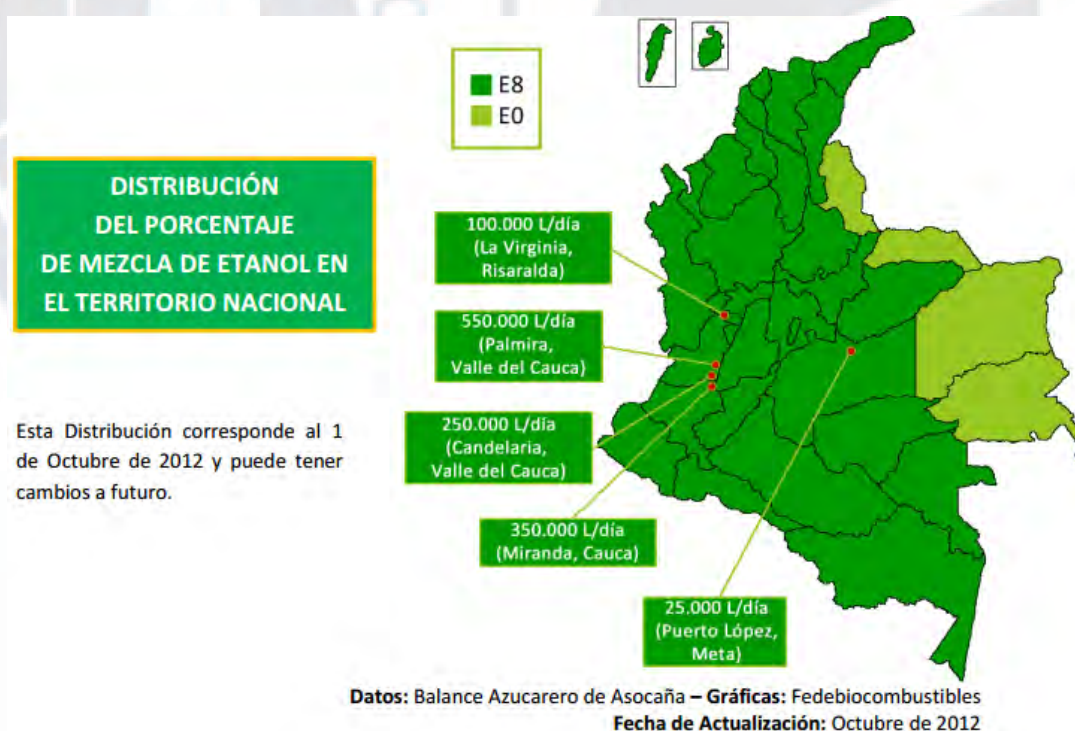 E8
E0
DISTRIBUCIÓN
DEL PORCENTAJE
DE MEZCLA DE ETANOL EN
EL TERRITORIO NACIONAL
100.000 L/día
(La Virginia,
Risaralda)
550.000 L/día
(Palmira,
Valle del Cauca)
250.000 L/día
(Candelaria,
Valle del Cauca)
350.000 L/día
(Miranda, Cauca)
25.000 L/día
(Puerto López,
Meta)
Esta Distribución corresponde al 1
de Octubre de 2012 y puede tener
cambios a futuro.
Datos: Balance Azucarero de Asocaña – Gráficas: Fedebiocombustibles
Fecha de Actualización: Octubre de 2012